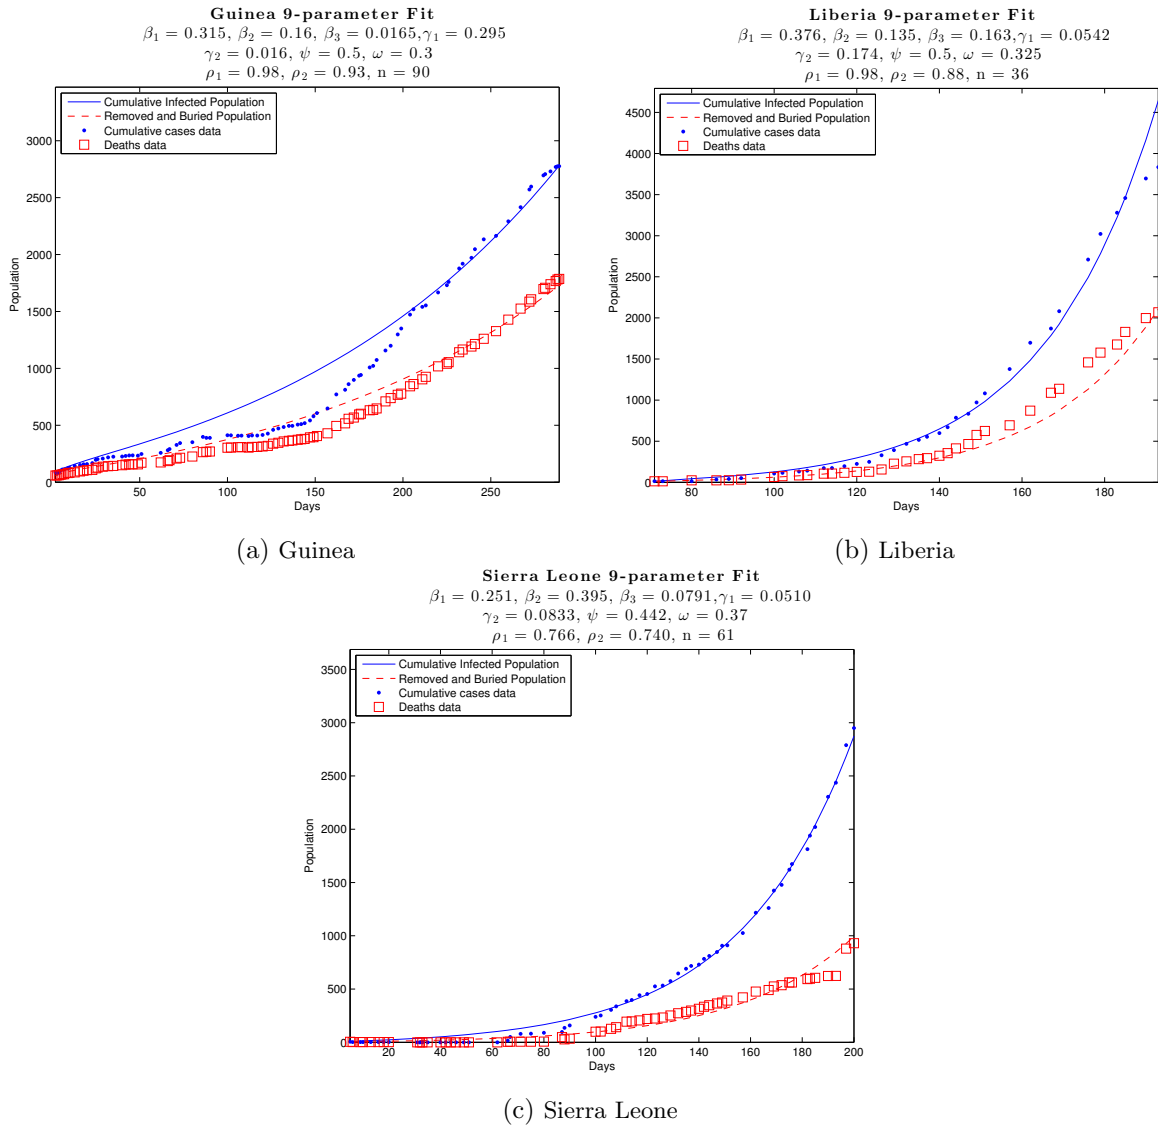 Guinea 9-parameter Fit
β₁ = 0.315, β₂ = 0.16, β₃ = 0.0165,γ₁ = 0.295
γ₂ = 0.016, ψ = 0.5, ω = 0.3
ρ₁ = 0.98, ρ₂ = 0.93, n = 90
Cumulative Infected Population
Removed and Buried Population
Cumulative cases data
Deaths data
3000
2500
2000
1500
1000
500
0
Population
50 100 150 200 250
Days
(a) Guinea
Liberia 9-parameter Fit
β₁ = 0.376, β₂ = 0.135, β₃ = 0.163,γ₁ = 0.0542
γ₂ = 0.174, ψ = 0.5, ω = 0.325
ρ₁ = 0.98, ρ₂ = 0.88, n = 36
Cumulative Infected Population
Removed and Buried Population
Cumulative cases data
Deaths data
4500
4000
3500
3000
2500
2000
1500
1000
500
0
Population
80 100 120 140 160 180
Days
(b) Liberia
Sierra Leone 9-parameter Fit
β₁ = 0.251, β₂ = 0.395, β₃ = 0.0791,γ₁ = 0.0510
γ₂ = 0.0833, ψ = 0.442, ω = 0.37
ρ₁ = 0.766, ρ₂ = 0.740, n = 61
Cumulative Infected Population
Removed and Buried Population
Cumulative cases data
Deaths data
3500
3000
2500
2000
1500
1000
500
0
Population
20 40 60 80 100 120 140 160 180 200
Days
(c) Sierra Leone